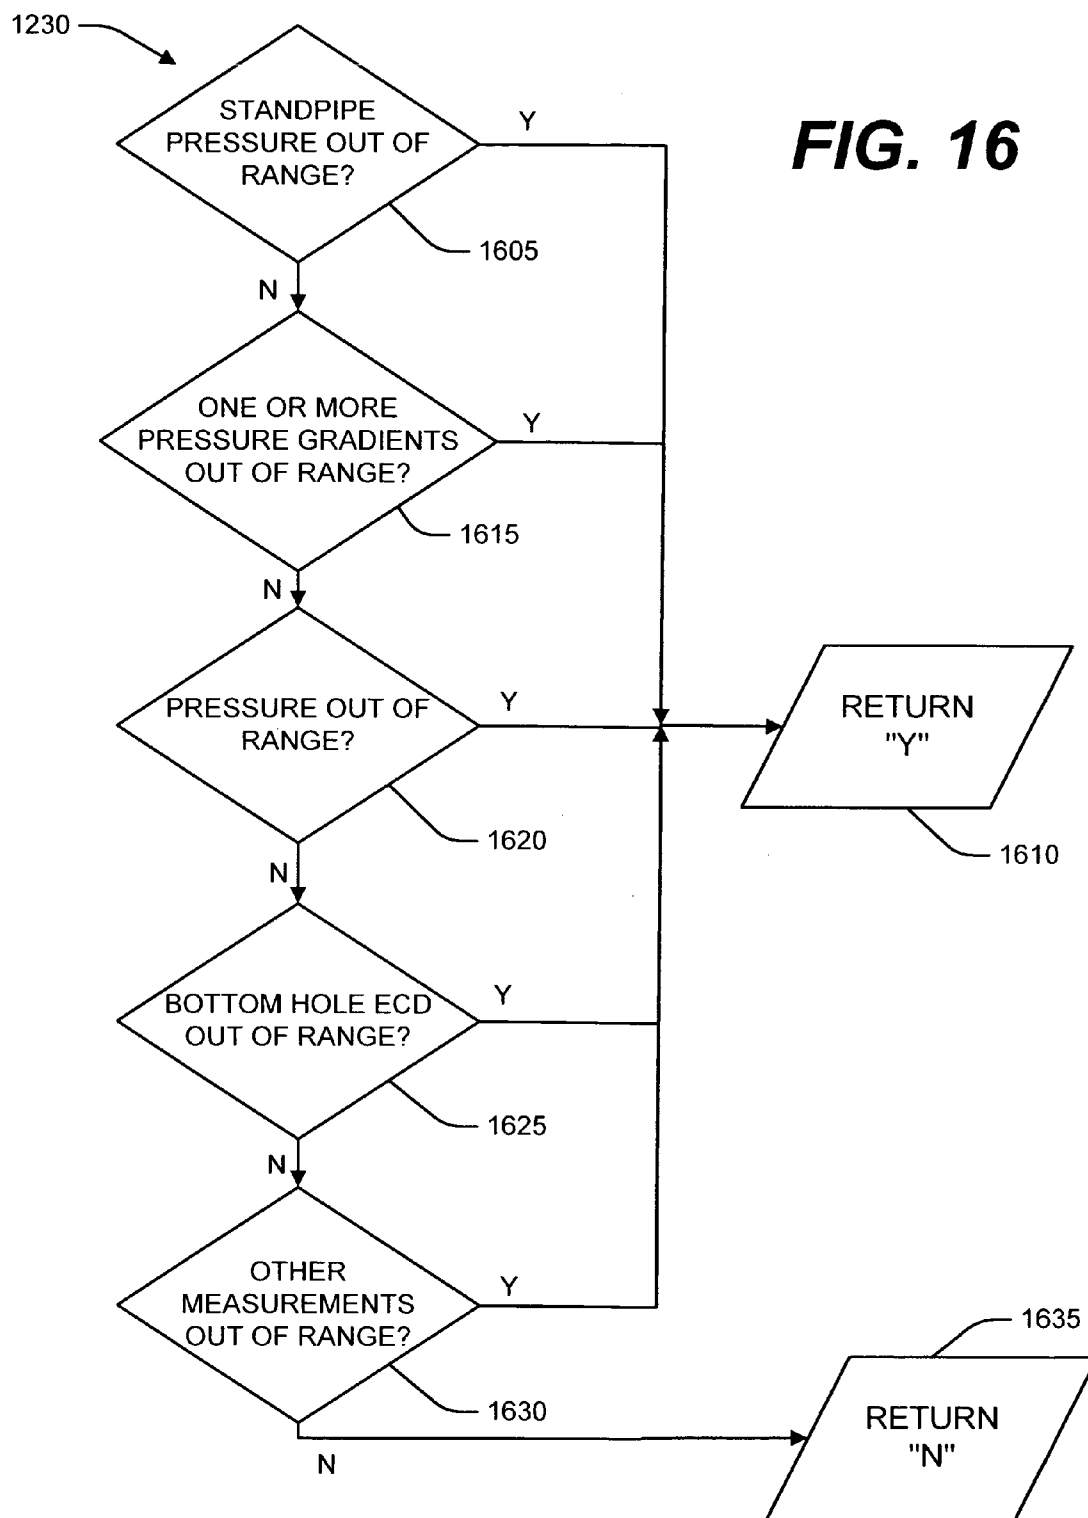 1230
FIG. 16
STANDPIPE
PRESSURE OUT OF
RANGE?
Y
1605
N
ONE OR MORE
PRESSURE GRADIENTS
OUT OF RANGE?
Y
1615
N
PRESSURE OUT OF
RANGE?
Y
RETURN
"Y"
1620
1610
N
BOTTOM HOLE ECD
OUT OF RANGE?
Y
1625
N
OTHER
MEASUREMENTS
OUT OF RANGE?
Y
1630
1635
N
RETURN
"N"